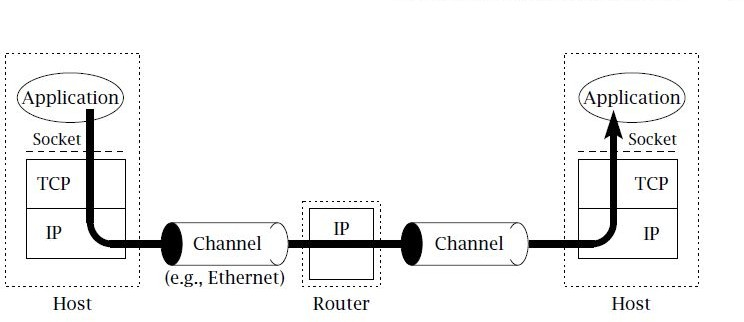 Application
Socket
TCP
IP
Host
Channel
(e.g., Ethernet)
IP
Router
Channel
Application
Socket
TCP
IP
Host